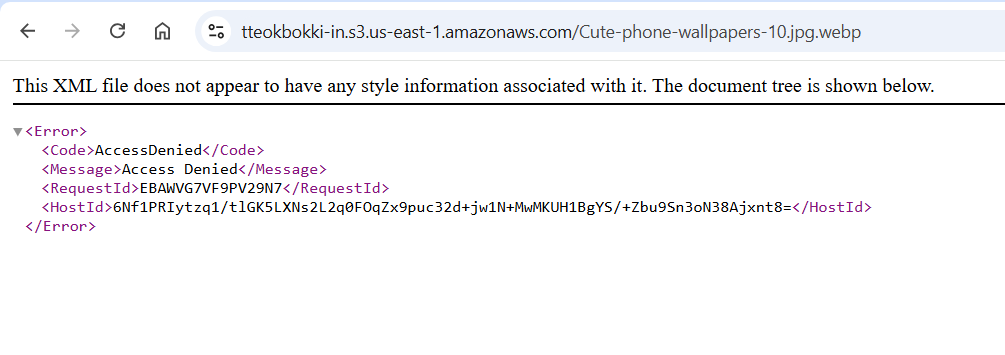 tteokbokki-in.s3.us-east-1.amazonaws.com/Cute-phone-wallpapers-10.jpg.webp
This XML file does not appear to have any style information associated with it. The document tree is shown below.
▼<Error>
<Code>AccessDenied</Code>
<Message>Access Denied</Message>
<RequestId>EBAWVG7VF9PV29N7</RequestId>
<HostId>6Nf1PRIytzq1/tlGK5LXNs2L2q0FOqZx9puc32d+jw1N+MwMKUH1BgYS/+Zbu9Sn3oN38Ajxnt8=</HostId>
</Error>